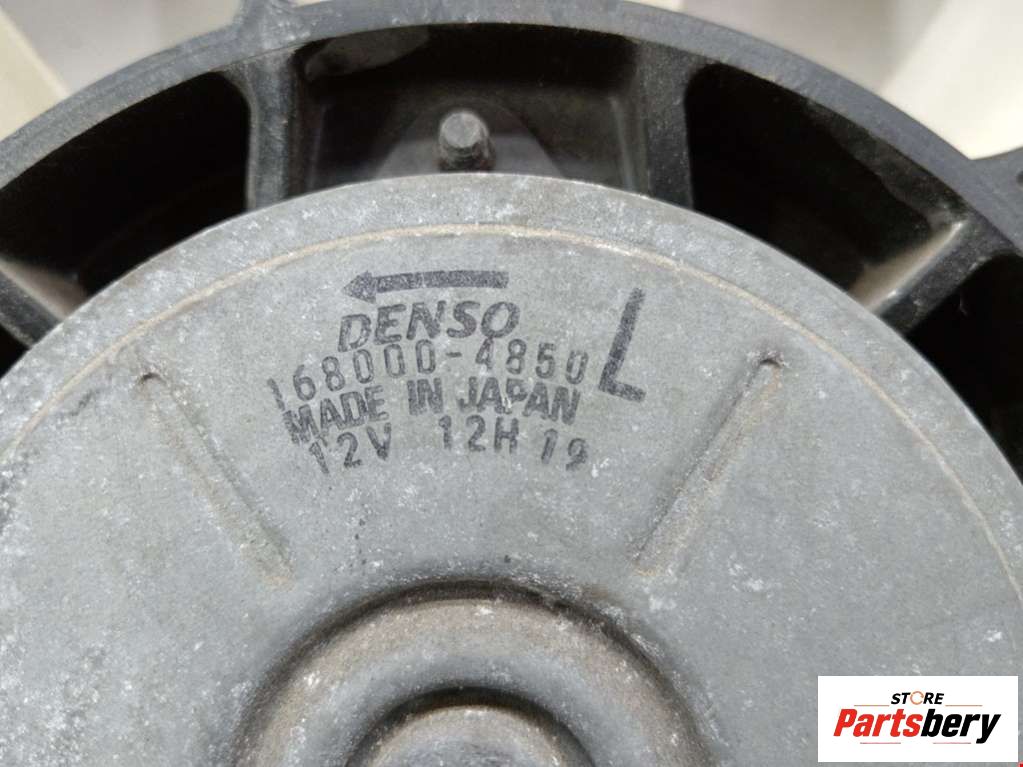 DENSO
168000-4850 L
MADE IN JAPAN
12V 12H 19
STORE
Partsbery